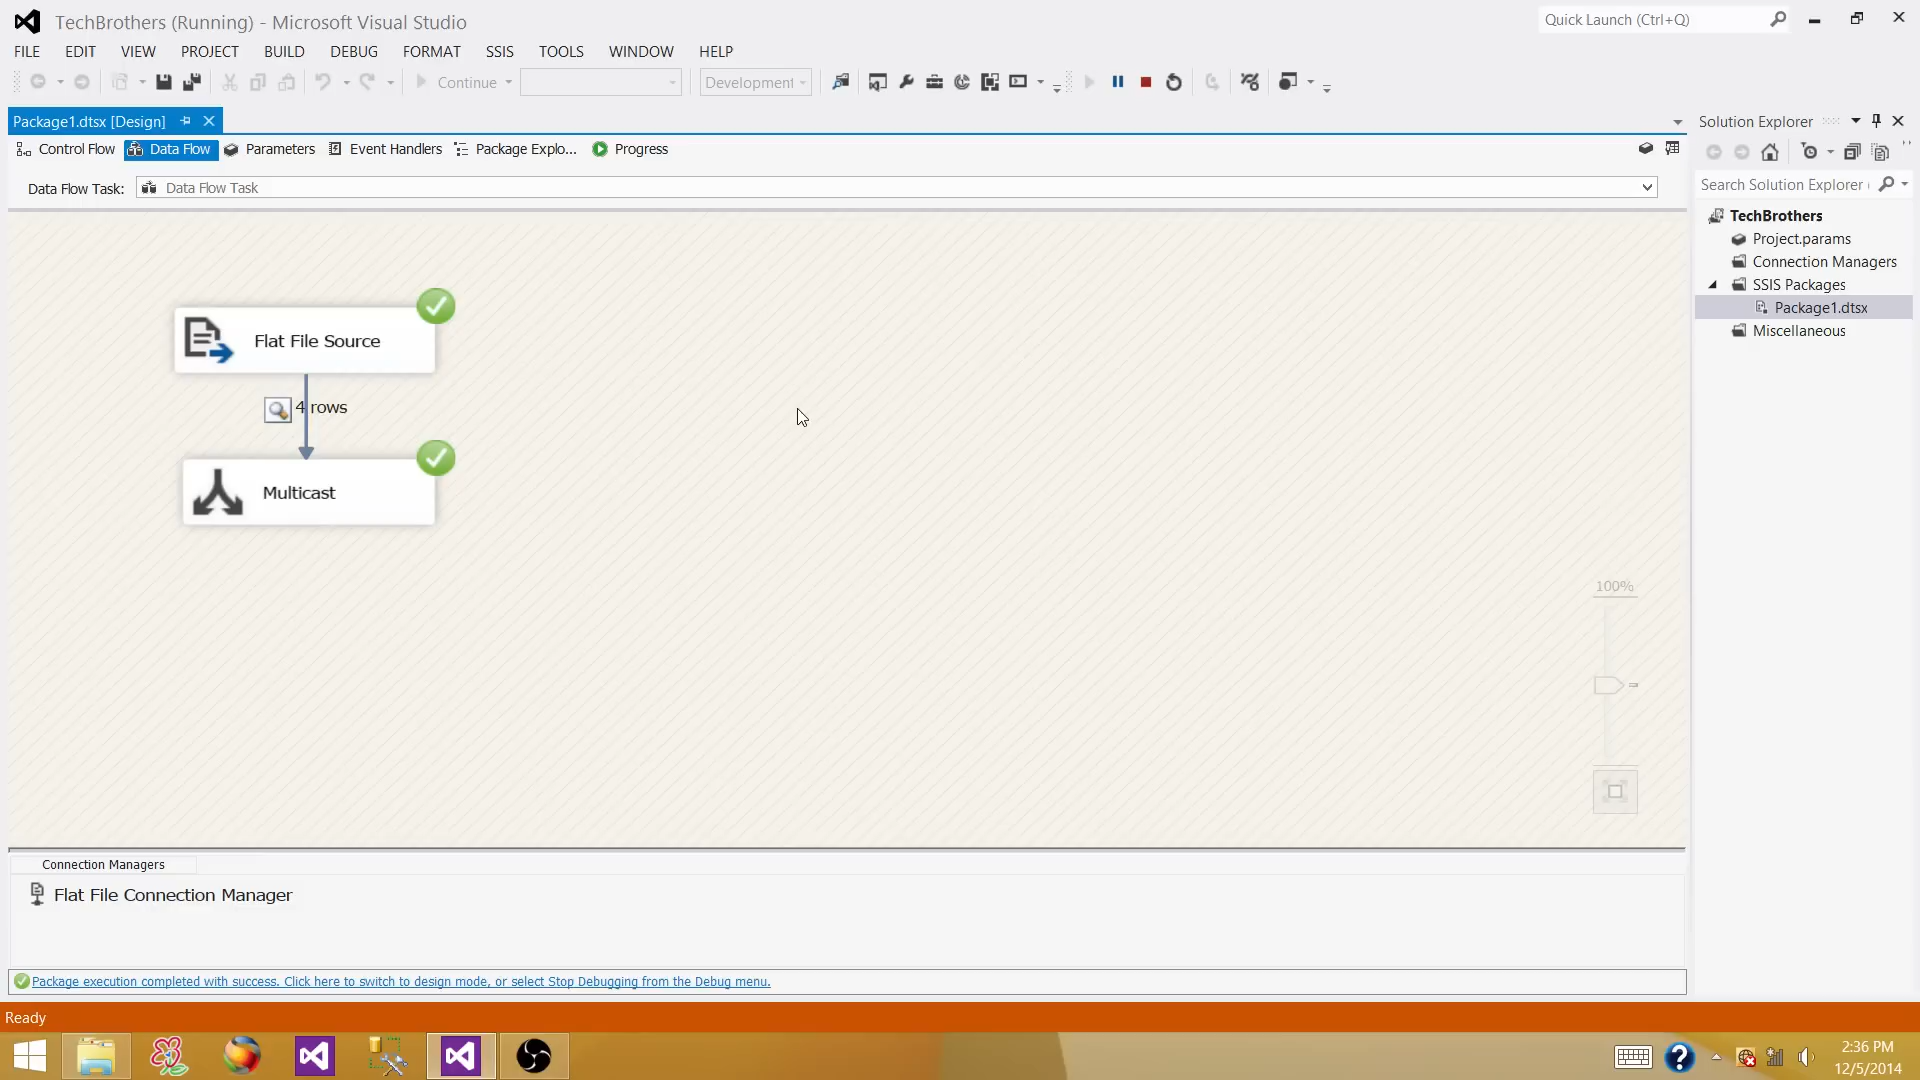 TechBrothers (Running) - Microsoft Visual Studio
Quick Launch (Ctrl+Q)
FILE EDIT VIEW PROJECT BUILD DEBUG FORMAT SSIS TOOLS WINDOW HELP
Continue Development
Package1.dtsx [Design]
Solution Explorer
Control Flow Data Flow Parameters Event Handlers Package Explo... Progress
Data Flow Task: Data Flow Task
Search Solution Explorer (
TechBrothers
Project.params
Connection Managers
SSIS Packages
Package1.dtsx
Miscellaneous
Flat File Source
4 rows
Multicast
100%
Connection Managers
Flat File Connection Manager
Package execution completed with success. Click here to switch to design mode, or select Stop Debugging from the Debug menu.
Ready
2:36 PM
12/5/2014